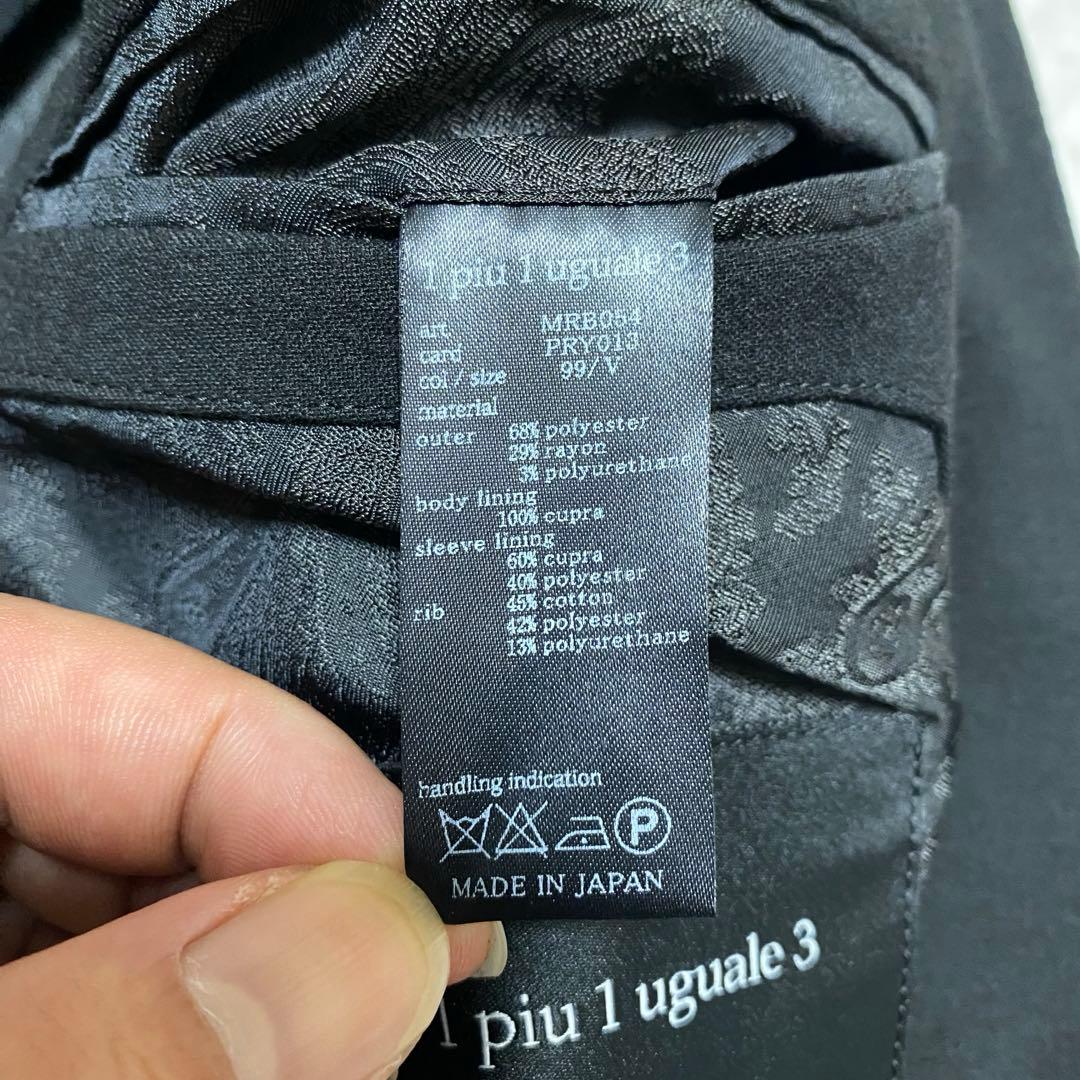 1 piu 1 uguale 3
art MRB054
card PRY013
col / size 99/V
material
outer 68% polyester
29% rayon
3% polyurethane
body lining
100% cupra
sleeve lining
60% cupra
40% polyester
rib 45% cotton
42% polyester
13% polyurethane
handling indication
P
MADE IN JAPAN
1 piu 1 uguale 3